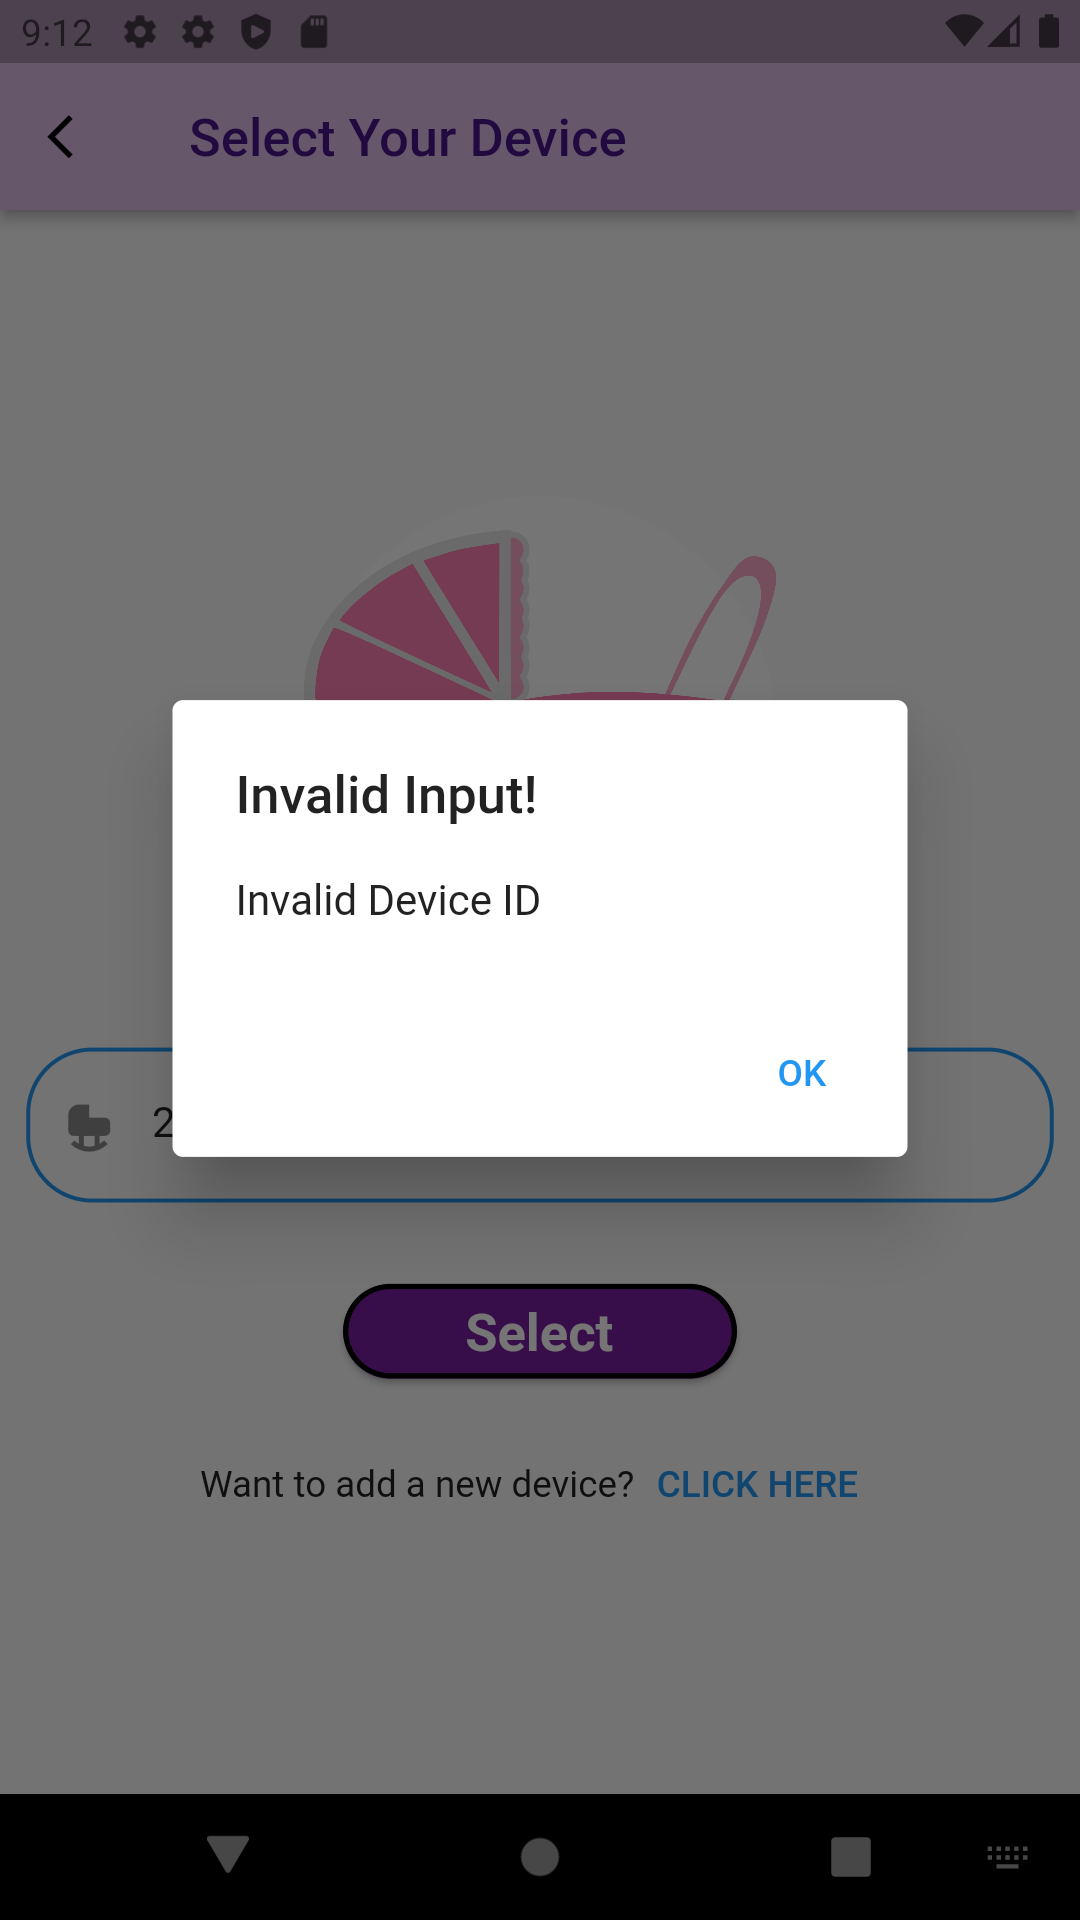 9:12
Select Your Device
Invalid Input!
Invalid Device ID
OK
2
Select
Want to add a new device? CLICK HERE